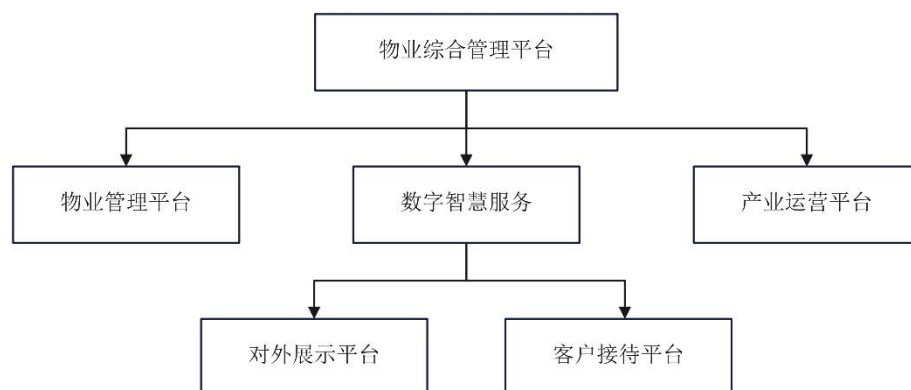 物业综合管理平台
物业管理平台
数字智慧服务
产业运营平台
对外展示平台
客户接待平台